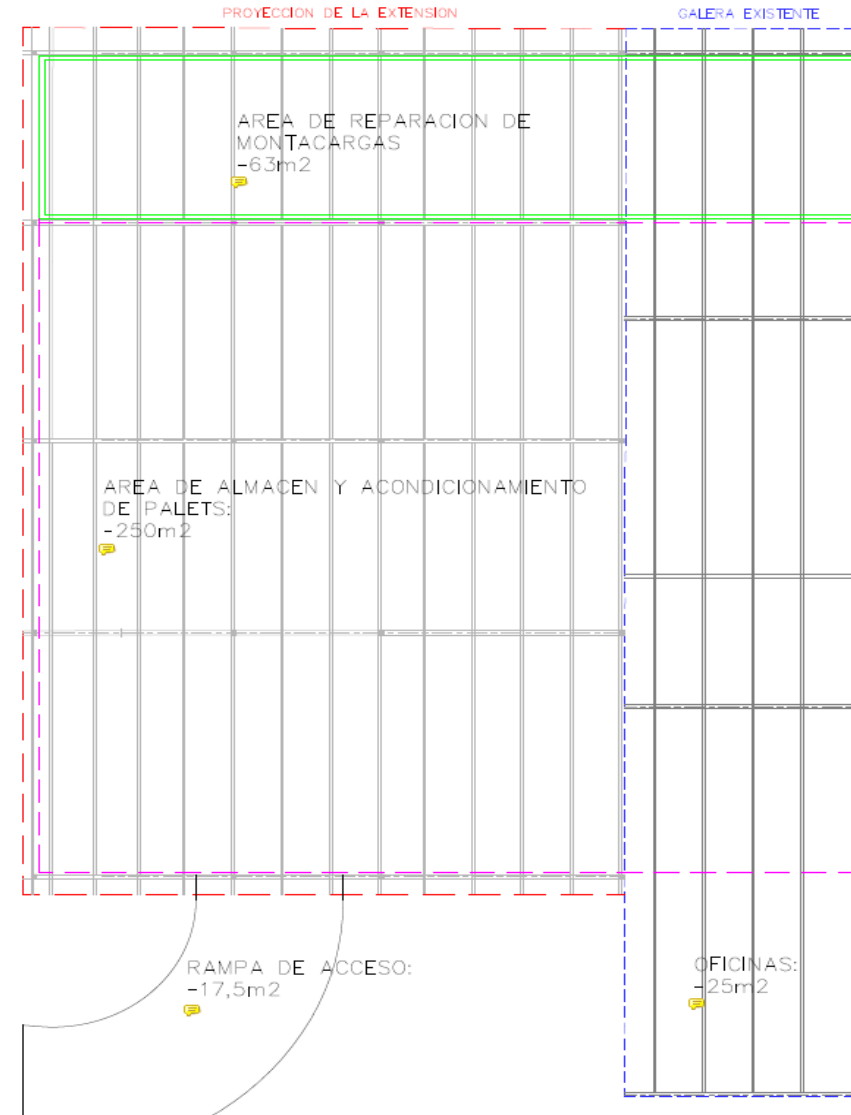 PROYECCION DE LA EXTENSION
GALERA EXISTENTE
AREA DE REPARACION DE
MONTACARGAS
-63m2
AREA DE ALMACEN Y ACONDICIONAMIENTO
DE PALETS:
-250m2
RAMPA DE ACCESO:
-17,5m2
OFICINAS:
-25m2